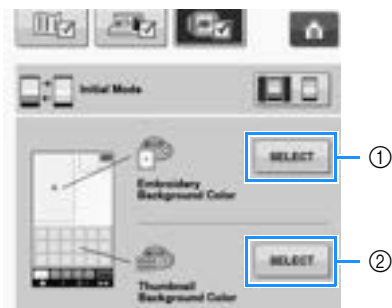 Initial Mode
SELECT
①
Embroidery
Background Color
SELECT
②
Thumbnail
Background Color